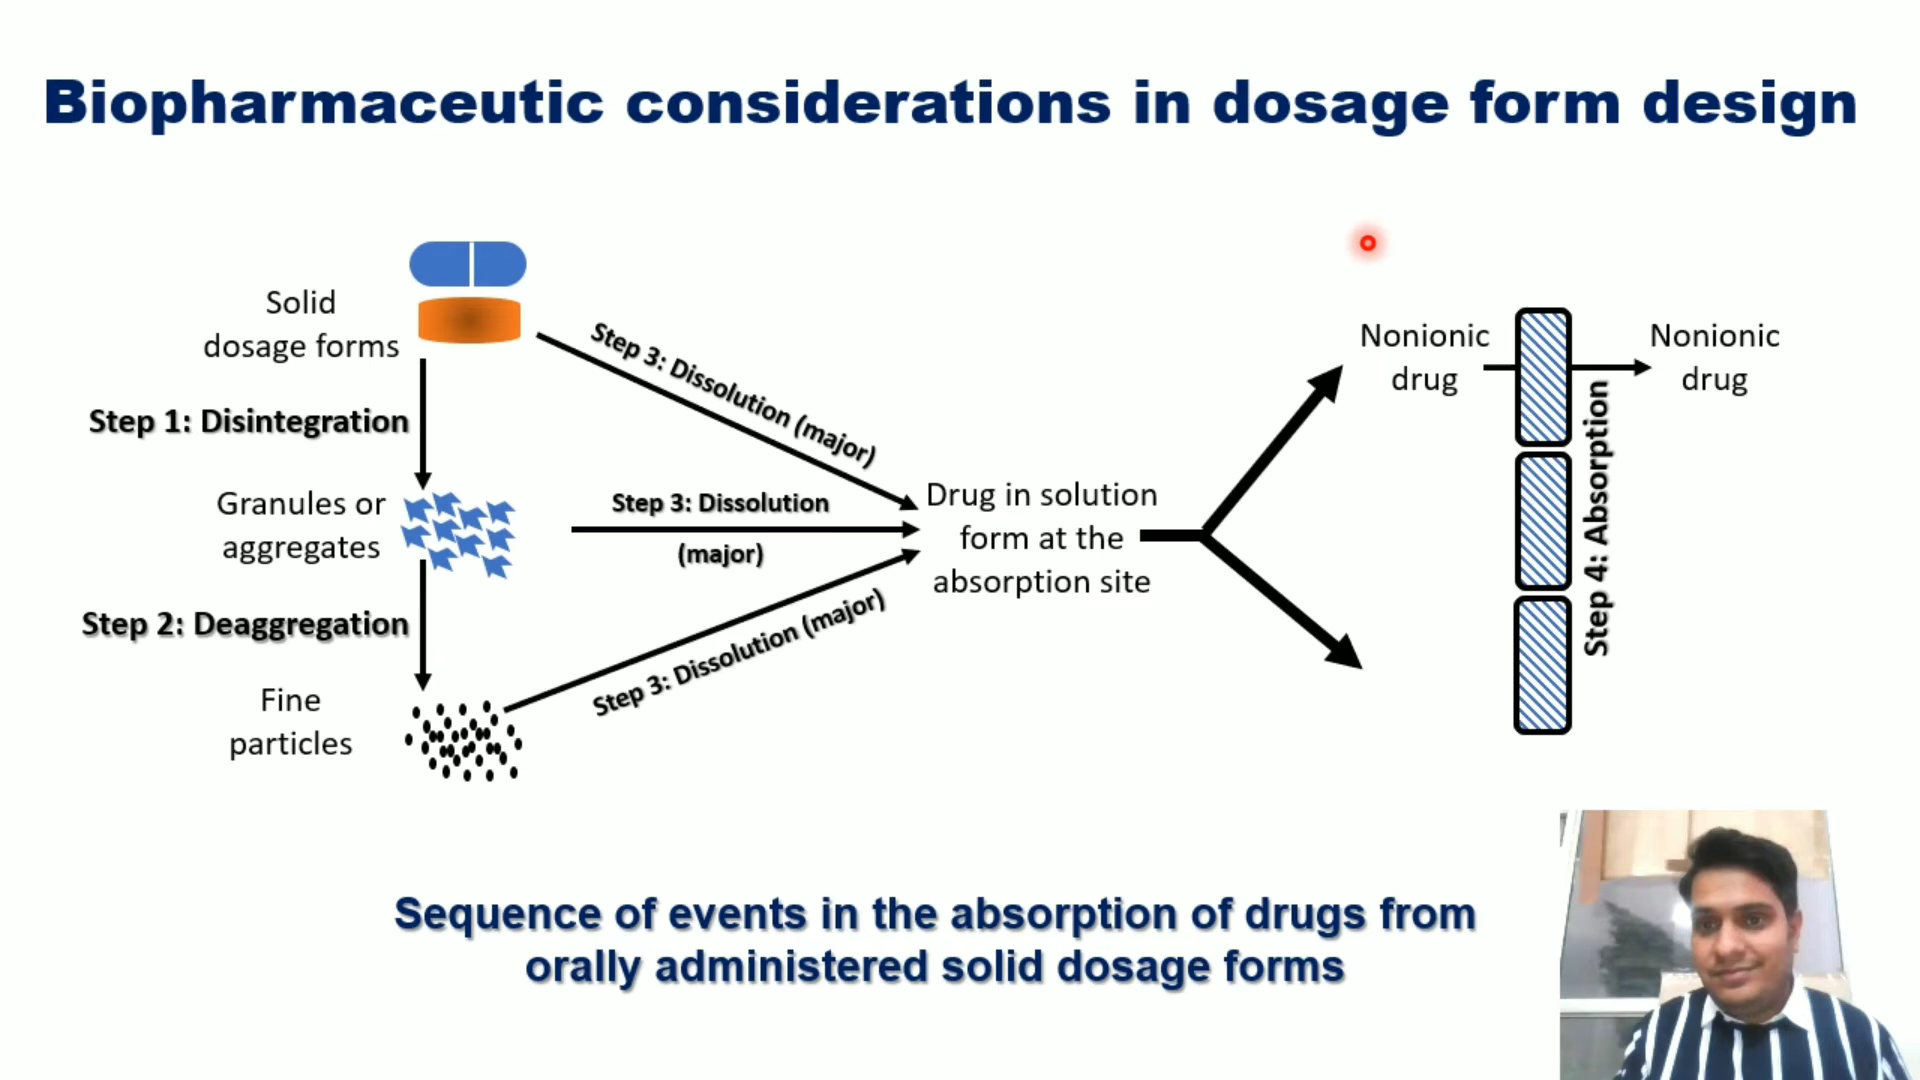 Biopharmaceutic considerations in dosage form design
Solid
dosage forms
Step 1: Disintegration
Granules or
aggregates
Step 2: Deaggregation
Fine
particles
Step 3: Dissolution (major)
Step 3: Dissolution
(major)
Step 3: Dissolution (major)
Drug in solution
form at the
absorption site
Nonionic
drug
Step 4: Absorption
Nonionic
drug
Sequence of events in the absorption of drugs from
orally administered solid dosage forms